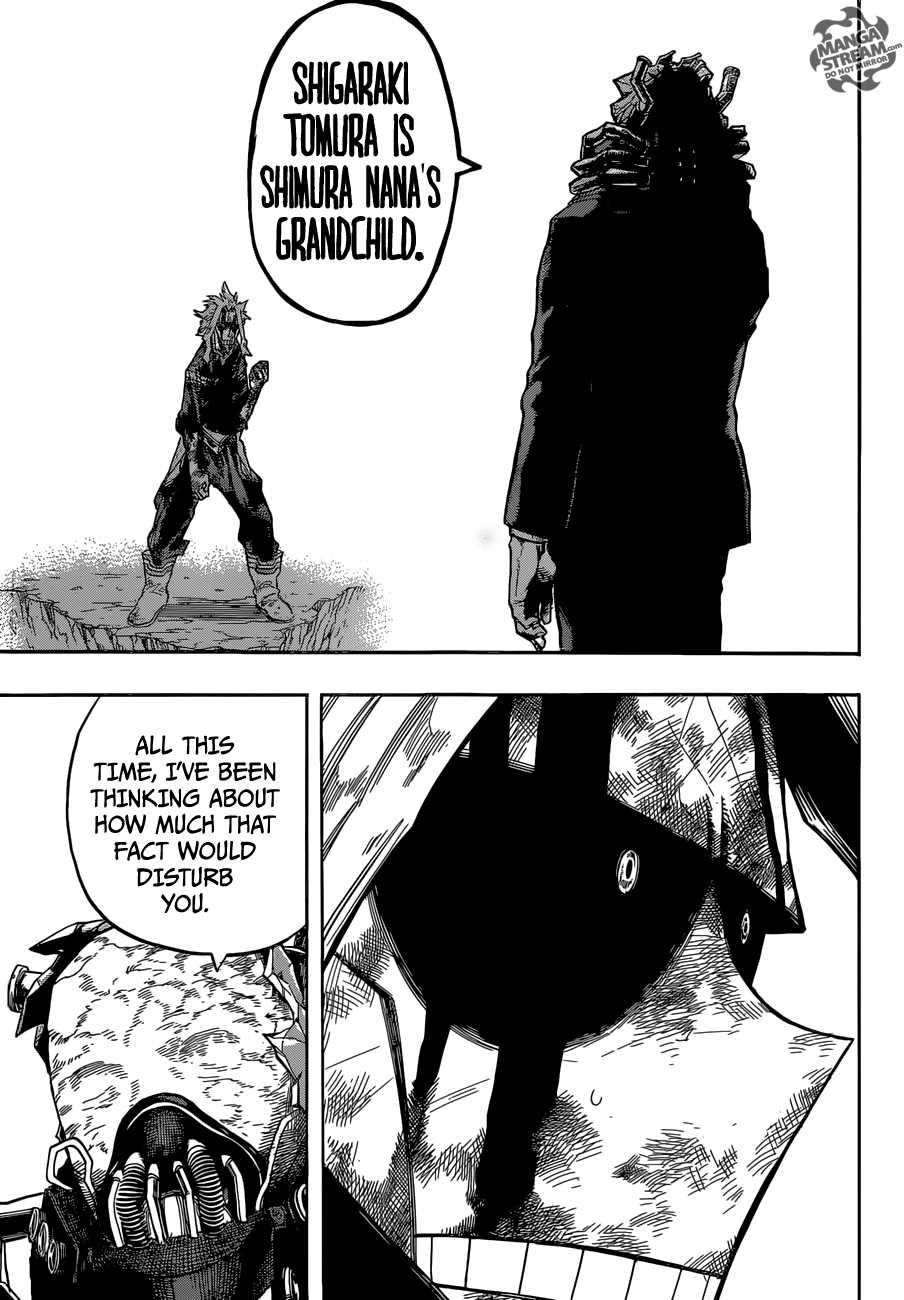 MANGA
STREAM.com
DO NOT MIRROR
SHIGARAKI
TOMURA IS
SHIMURA NANA'S
GRANDCHILD.
ALL THIS
TIME, I'VE BEEN
THINKING ABOUT
HOW MUCH THAT
FACT WOULD
DISTURB
YOU.